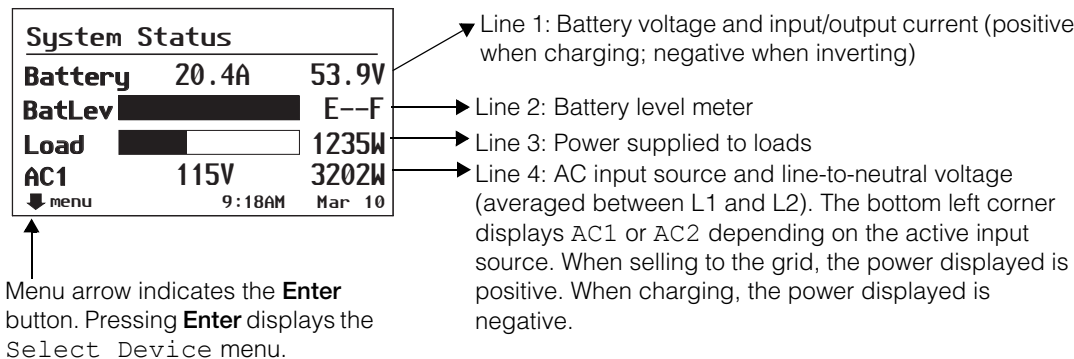 System Status
Battery 20.4A 53.9V
BatLev E--F
Load 1235W
AC1 115V 3202W
menu 9:18AM Mar 10
Line 1: Battery voltage and input/output current (positive
when charging; negative when inverting)
Line 2: Battery level meter
Line 3: Power supplied to loads
Line 4: AC input source and line-to-neutral voltage
(averaged between L1 and L2). The bottom left corner
displays AC1 or AC2 depending on the active input
source. When selling to the grid, the power displayed is
positive. When charging, the power displayed is
negative.
Menu arrow indicates the Enter
button. Pressing Enter displays the
Select Device menu.